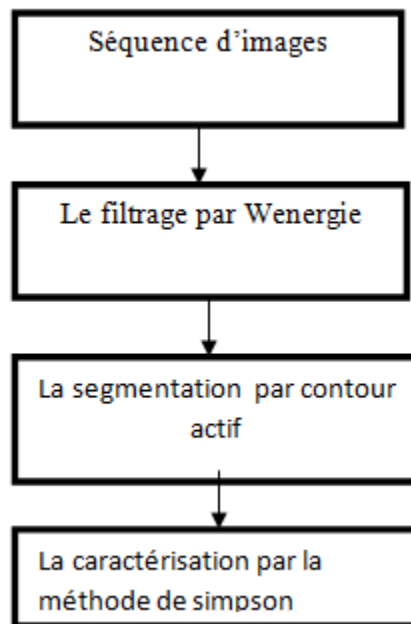 Séquence d'images
Le filtrage par Wenergie
La segmentation par contour
actif
La caractérisation par la
méthode de simpson